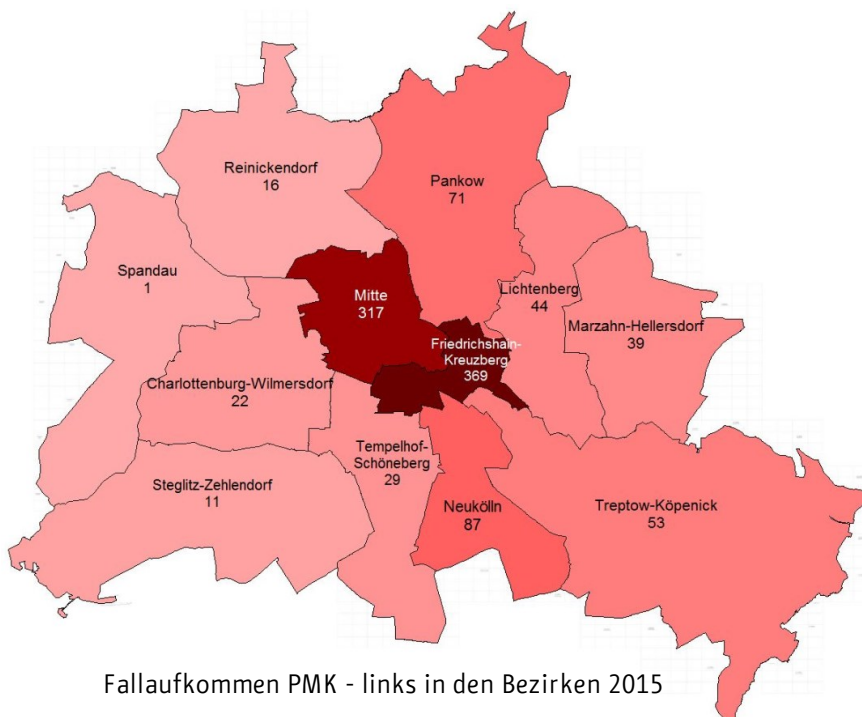 Reinickendorf
16
Pankow
71
Spandau
1
Mitte
317
Lichtenberg
44
Marzahn-Hellersdorf
39
Friedrichshain-
Kreuzberg
369
Charlottenburg-Wilmersdorf
22
Tempelhof-
Schöneberg
29
Steglitz-Zehlendorf
11
Neukölln
87
Treptow-Köpenick
53
Fallaufkommen PMK - links in den Bezirken 2015